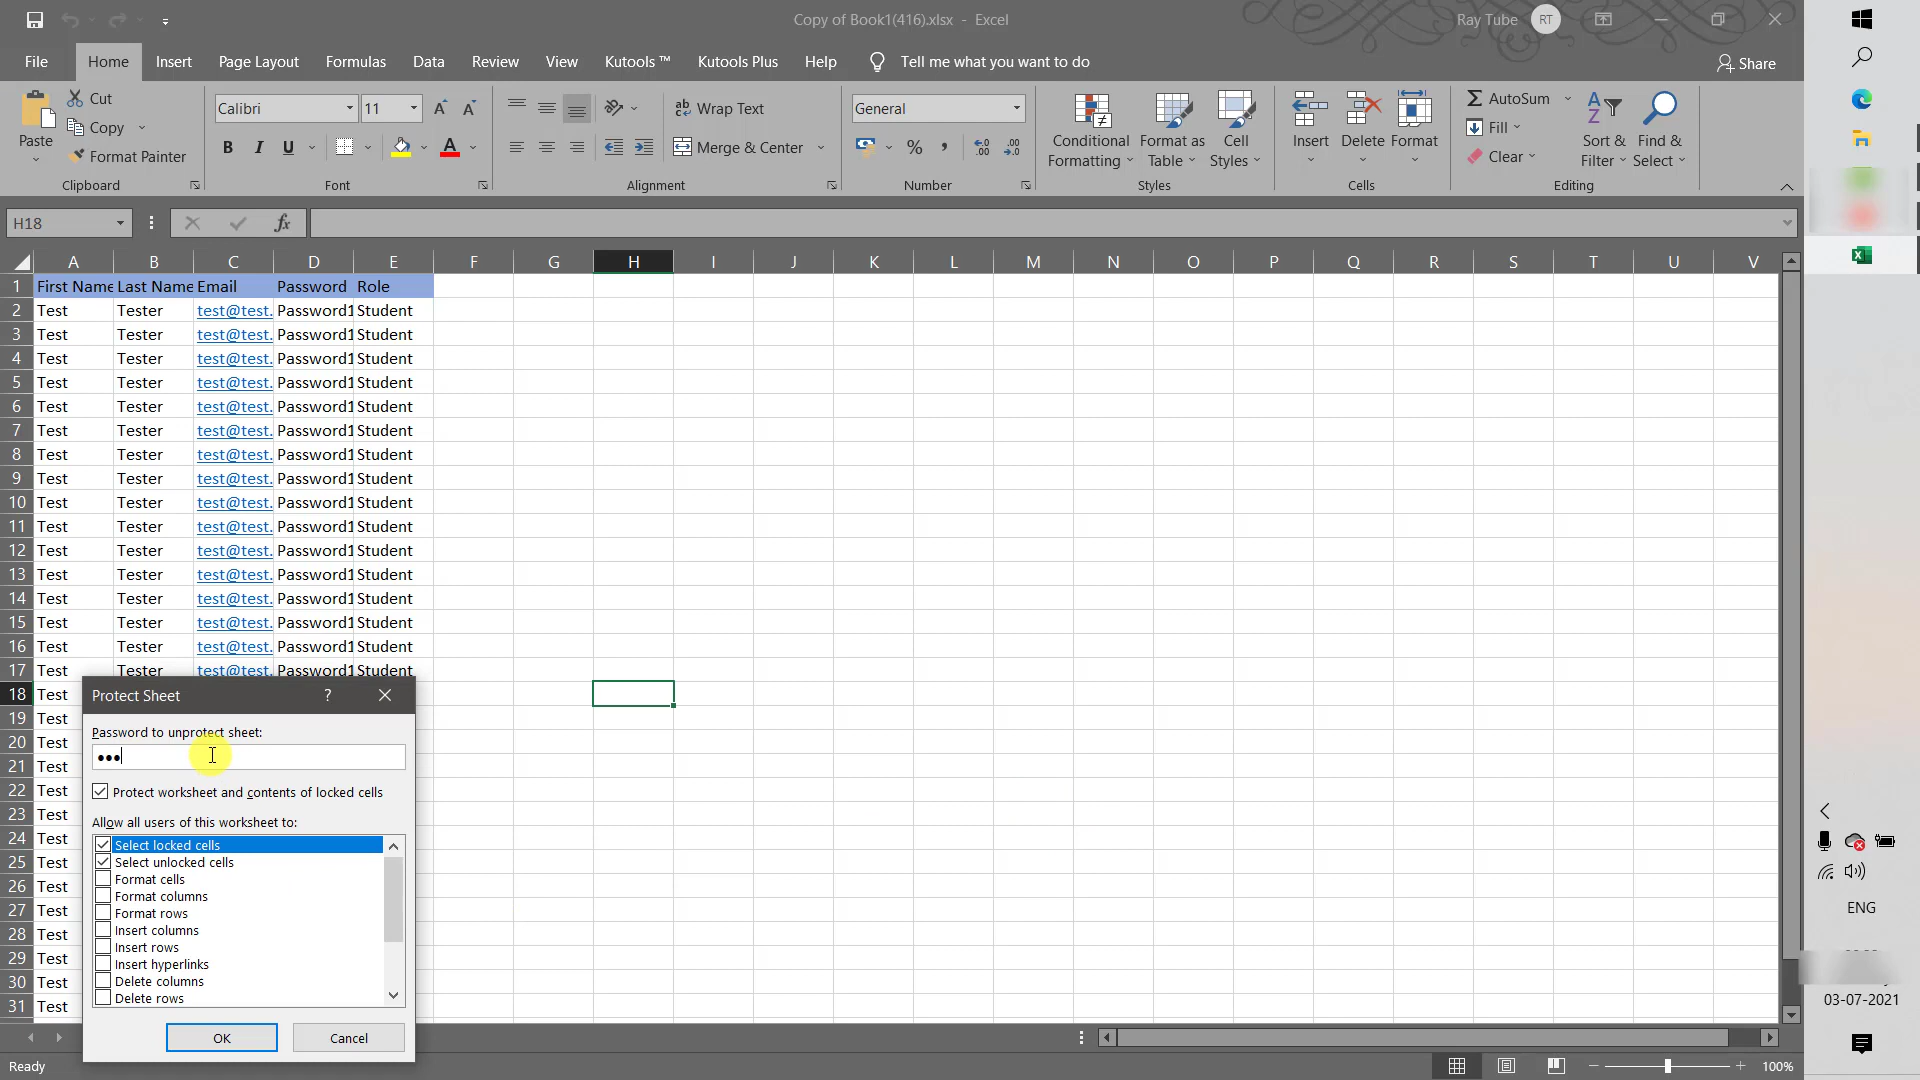 Copy of Book1(416).xlsx - Excel
Ray Tube RT
File Home Insert Page Layout Formulas Data Review View Kutools ™ Kutools Plus Help Tell me what you want to do Share
Paste
Cut
Copy
Format Painter
Clipboard
Calibri 11
B I U A
Font
Wrap Text
Merge & Center
Alignment
General
% ,
Number
Conditional Formatting
Format as Table
Cell Styles
Styles
Insert Delete Format
Cells
AutoSum
Fill
Clear
Sort & Filter
Find & Select
Editing
H18 fx
A B C D E F G H I J K L M N O P Q R S T U V
1 First Name Last Name Email Password Role
2 Test Tester test@test. Password1 Student
3 Test Tester test@test. Password1 Student
4 Test Tester test@test. Password1 Student
5 Test Tester test@test. Password1 Student
6 Test Tester test@test. Password1 Student
7 Test Tester test@test. Password1 Student
8 Test Tester test@test. Password1 Student
9 Test Tester test@test. Password1 Student
10 Test Tester test@test. Password1 Student
11 Test Tester test@test. Password1 Student
12 Test Tester test@test. Password1 Student
13 Test Tester test@test. Password1 Student
14 Test Tester test@test. Password1 Student
15 Test Tester test@test. Password1 Student
16 Test Tester test@test. Password1 Student
17 Test Tester test@test. Password1 Student
18 Test
19 Test
20 Test
21 Test
22 Test
23 Test
24 Test
25 Test
26 Test
27 Test
28 Test
29 Test
30 Test
31 Test
Protect Sheet ?
Password to unprotect sheet:
•••
Protect worksheet and contents of locked cells
Allow all users of this worksheet to:
Select locked cells
Select unlocked cells
Format cells
Format columns
Format rows
Insert columns
Insert rows
Insert hyperlinks
Delete columns
Delete rows
OK Cancel
Ready
100%
ENG
03-07-2021